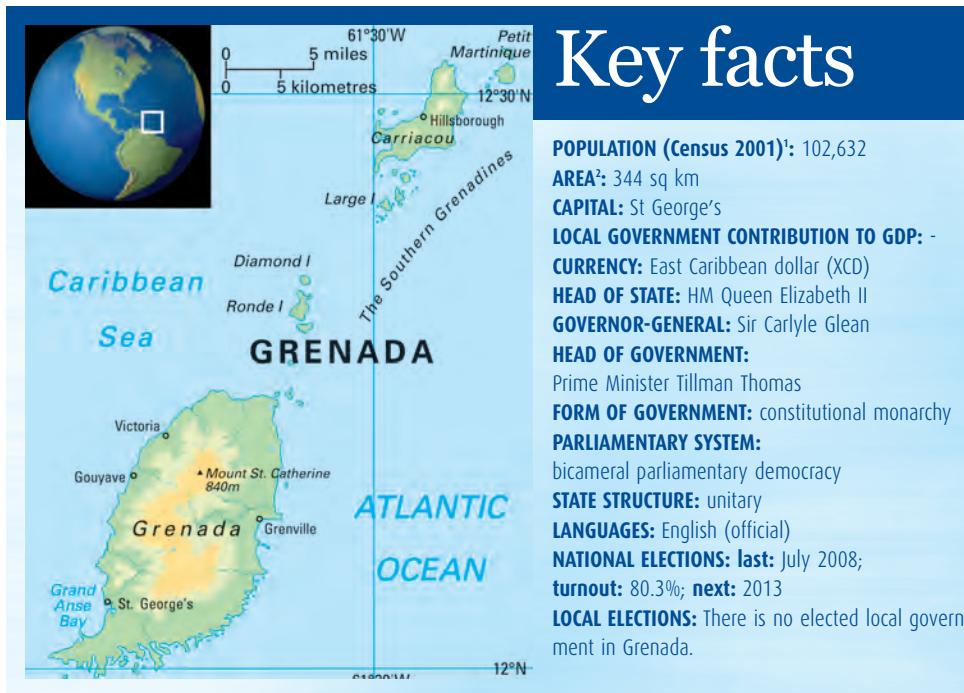 61°30'W
Petit
Martinique
0 5 miles
0 5 kilometres
12°30'N
Hillsborough
Carriacou
Large I
The Southern Grenadines
Diamond I
Ronde I
Caribbean
Sea
GRENADA
Victoria
Gouyave
Mount St. Catherine
840m
Grenada
Grenville
ATLANTIC
OCEAN
Grand
Anse
Bay
St. George's
12°N
Key facts
POPULATION (Census 2001)¹: 102,632
AREA²: 344 sq km
CAPITAL: St George's
LOCAL GOVERNMENT CONTRIBUTION TO GDP: -
CURRENCY: East Caribbean dollar (XCD)
HEAD OF STATE: HM Queen Elizabeth II
GOVERNOR-GENERAL: Sir Carlyle Glean
HEAD OF GOVERNMENT:
Prime Minister Tillman Thomas
FORM OF GOVERNMENT: constitutional monarchy
PARLIAMENTARY SYSTEM:
bicameral parliamentary democracy
STATE STRUCTURE: unitary
LANGUAGES: English (official)
NATIONAL ELECTIONS: last: July 2008;
turnout: 80.3%; next: 2013
LOCAL ELECTIONS: There is no elected local govern
ment in Grenada.